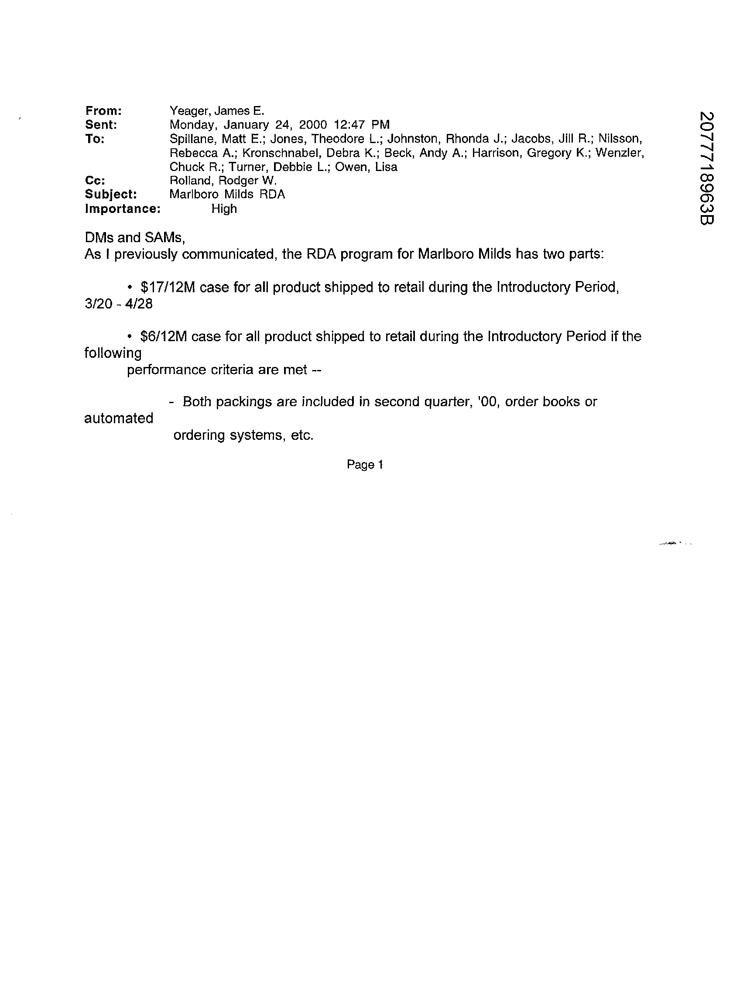 From: Yeager, James E.
Sent: Monday, January 24, 2000 12:47 PM
To: Spillane, Matt E.; Jones, Theodore L.; Johnston, Rhonda J.; Jacobs, Jill R.; Nilsson,
Rebecca A.; Kronschnabel, Debra K.; Beck, Andy A.; Harrison, Gregory K.; Wenzler,
Chuck R.; Turner, Debbie L.; Owen, Lisa
Cc: Rolland, Rodger W.
Subject: Marlboro Milds RDA
Importance: High
DMs and SAMs,
As I previously communicated, the RDA program for Marlboro Milds has two parts:
• $17/12M case for all product shipped to retail during the Introductory Period,
3/20 - 4/28
• $6/12M case for all product shipped to retail during the Introductory Period if the
following
performance criteria are met --
- Both packings are included in second quarter, '00, order books or
automated
ordering systems, etc.
Page 1
2077718963B